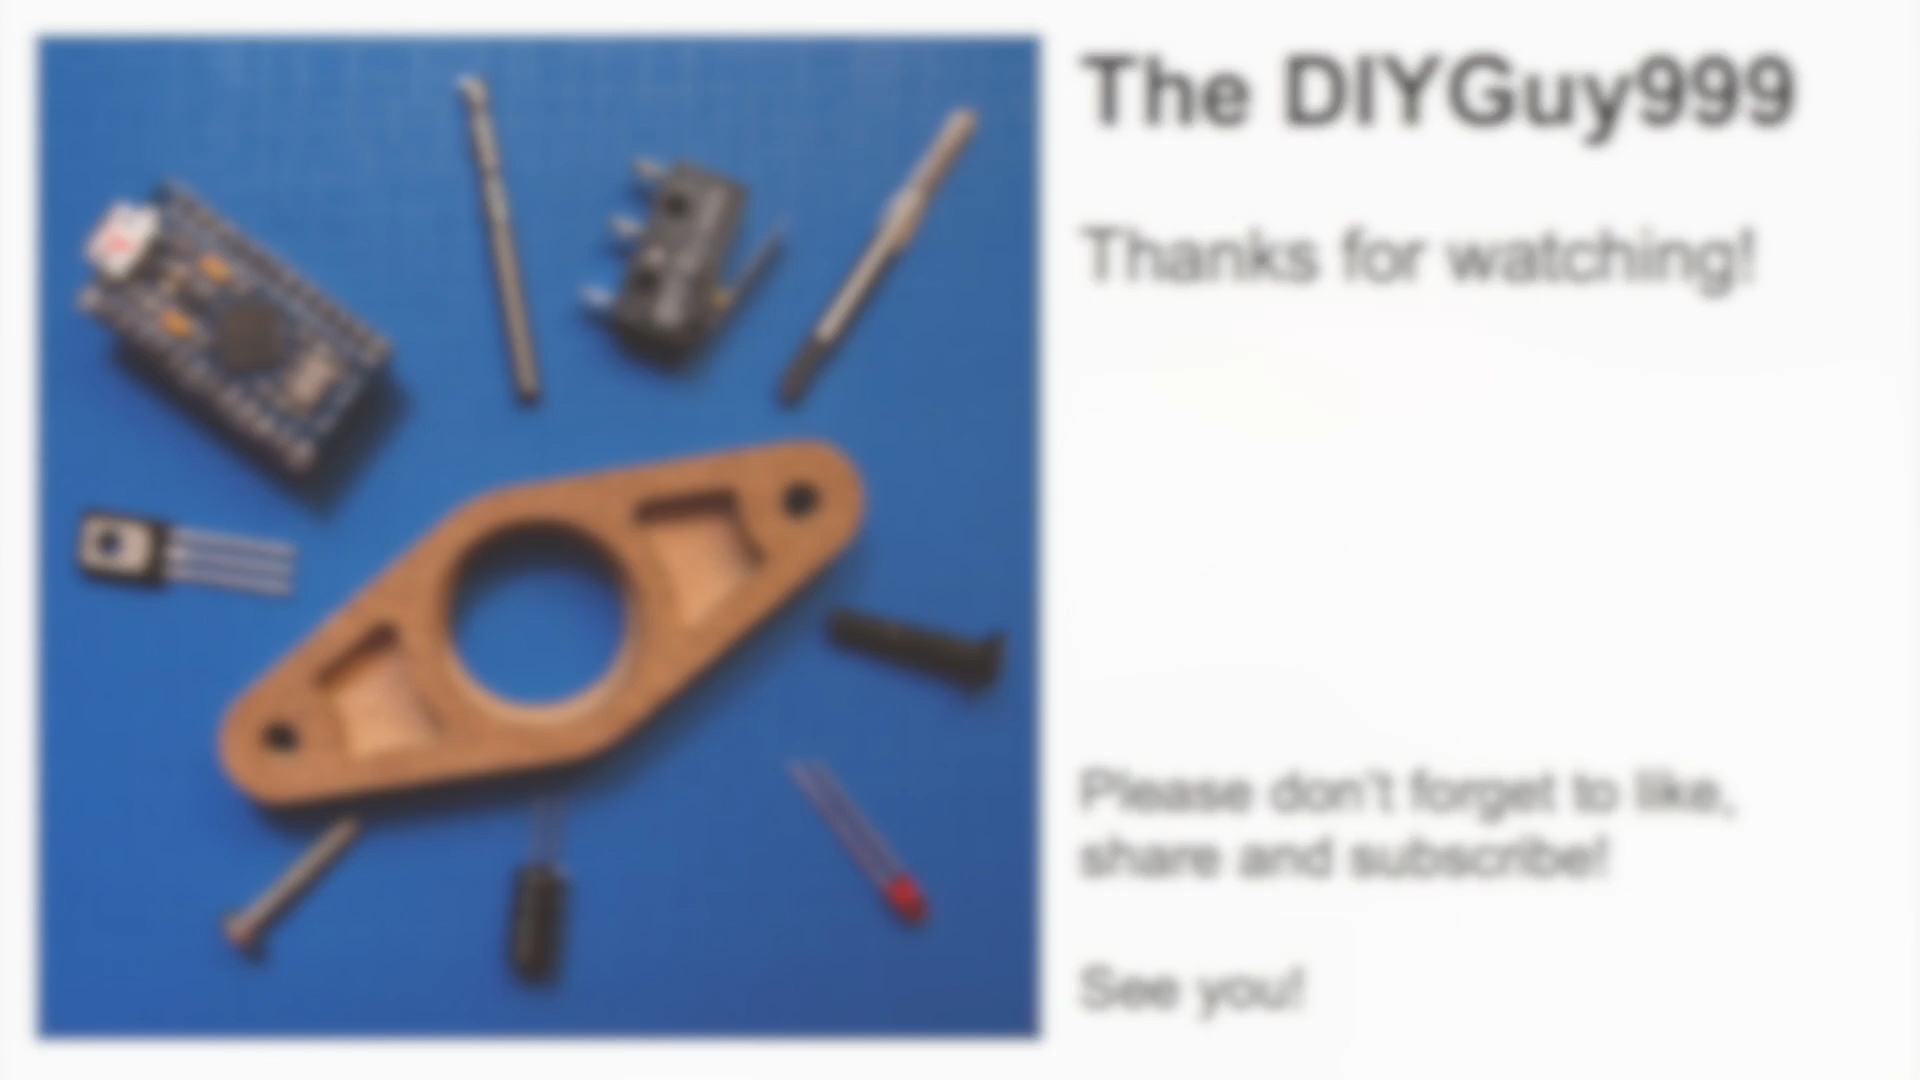 The DIYGuy999
Thanks for watching!
Please don't forget to like,
share and subscribe!
See you!